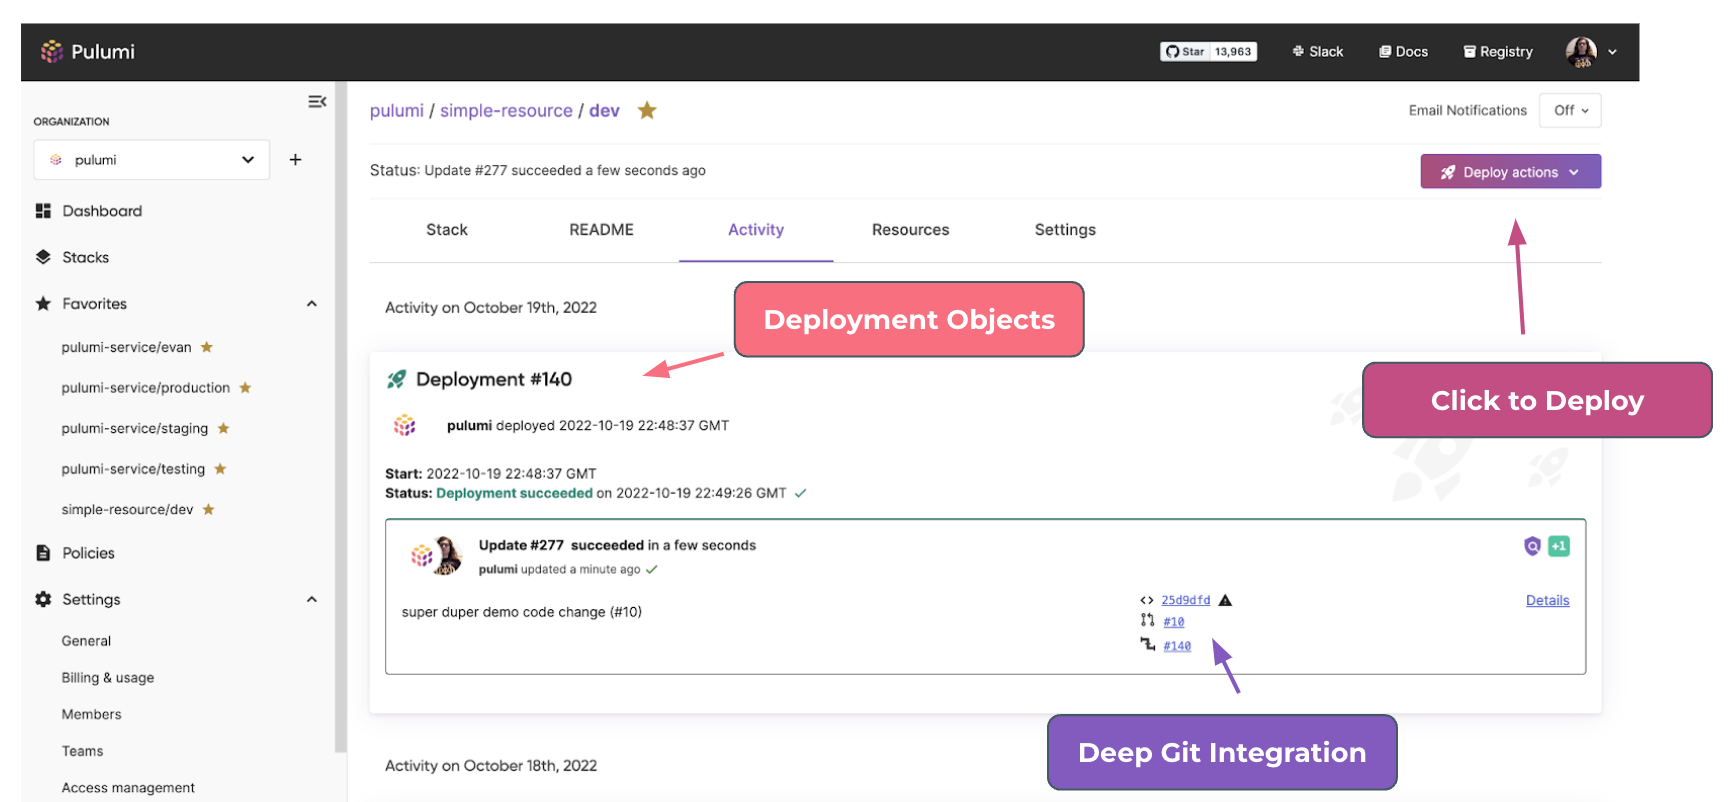 Pulumi
Star 13,963
Slack
Docs
Registry
ORGANIZATION
pulumi
+
Dashboard
Stacks
Favorites
pulumi-service/evan
pulumi-service/production
pulumi-service/staging
pulumi-service/testing
simple-resource/dev
Policies
Settings
General
Billing & usage
Members
Teams
Access management
pulumi / simple-resource / dev
Email Notifications
Off
Status: Update #277 succeeded a few seconds ago
Deploy actions
Stack
README
Activity
Resources
Settings
Activity on October 19th, 2022
Deployment Objects
Click to Deploy
Deployment #140
pulumi deployed 2022-10-19 22:48:37 GMT
Start: 2022-10-19 22:48:37 GMT
Status: Deployment succeeded on 2022-10-19 22:49:26 GMT
Update #277 succeeded in a few seconds
+1
pulumi updated a minute ago
super duper demo code change (#10)
25d9dfd
#10
#140
Details
Deep Git Integration
Activity on October 18th, 2022